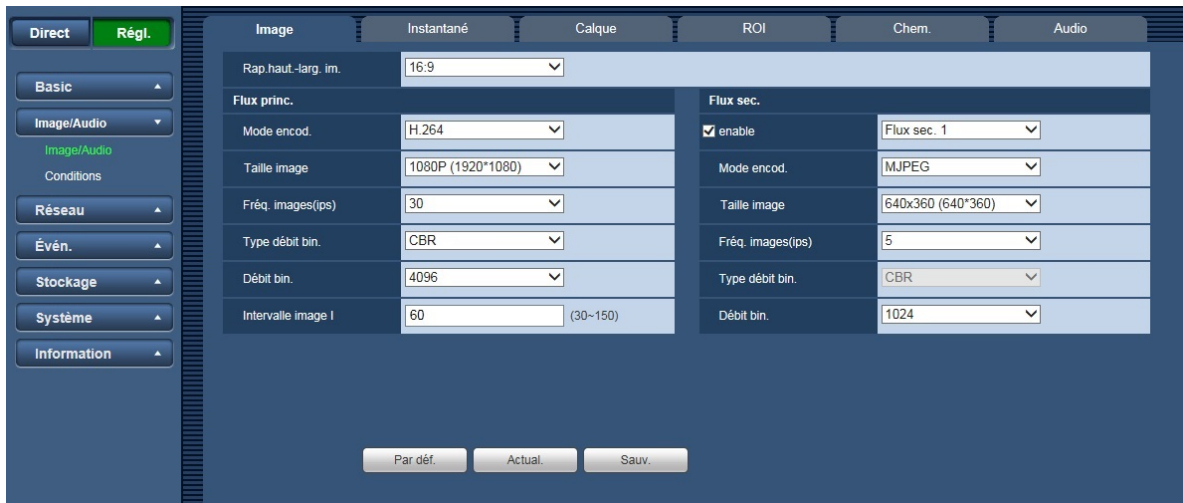 Direct Régl.
Image Instantané Calque ROI Chem. Audio
Basic
Image/Audio
Image/Audio
Conditions
Réseau
Évén.
Stockage
Système
Information
Rap.haut.-larg. im. 16:9
Flux princ.
Mode encod. H.264
Taille image 1080P (1920*1080)
Fréq. images(ips) 30
Type débit bin. CBR
Débit bin. 4096
Intervalle image I 60 (30~150)
Flux sec.
enable Flux sec. 1
Mode encod. MJPEG
Taille image 640x360 (640*360)
Fréq. images(ips) 5
Type débit bin. CBR
Débit bin. 1024
Par déf. Actual. Sauv.